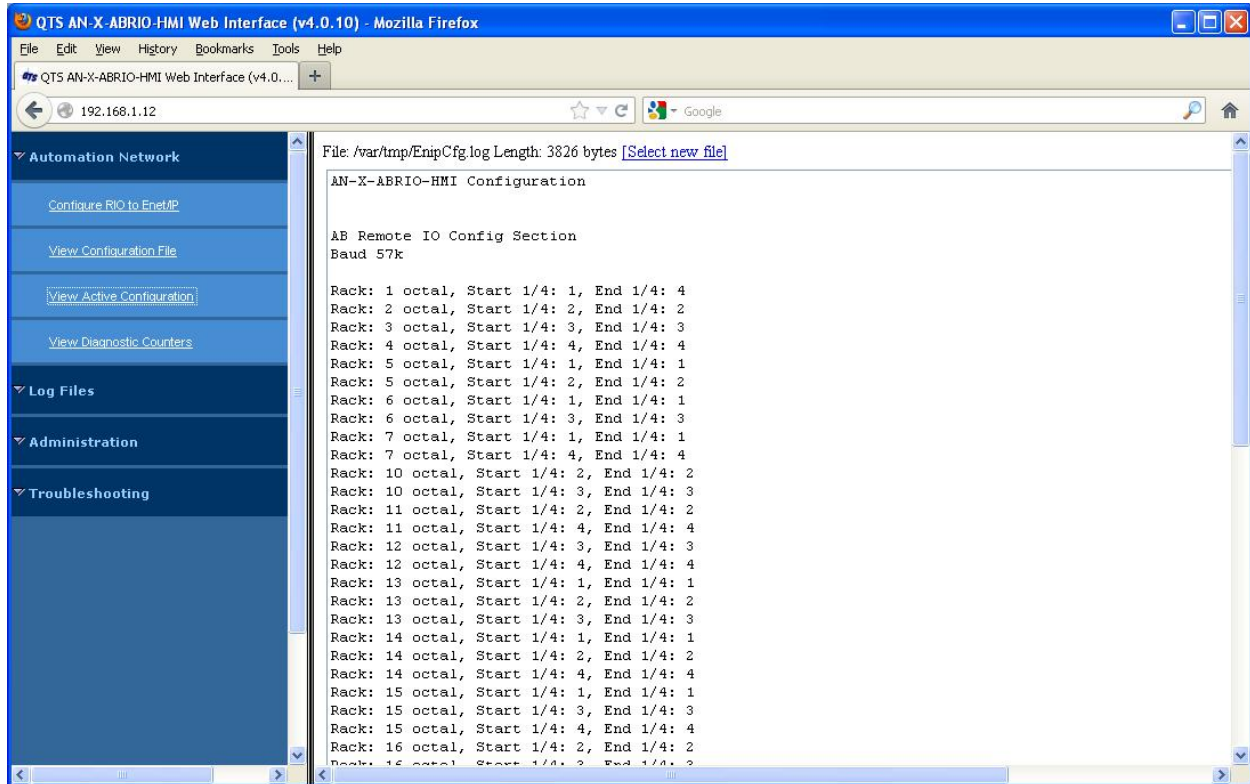 QTS AN-X-ABRIO-HMI Web Interface (v4.0.10) - Mozilla Firefox
File Edit View History Bookmarks Tools Help
QTS QTS AN-X-ABRIO-HMI Web Interface (v4.0.... +
192.168.1.12 Google
Automation Network
Configure RIO to Enet/IP
View Configuration File
View Active Configuration
View Diagnostic Counters
Log Files
Administration
Troubleshooting
File: /var/tmp/EnipCfg.log Length: 3826 bytes [Select new file]
AN-X-ABRIO-HMI Configuration
AB Remote IO Config Section
Baud 57k
Rack: 1 octal, Start 1/4: 1, End 1/4: 4
Rack: 2 octal, Start 1/4: 2, End 1/4: 2
Rack: 3 octal, Start 1/4: 3, End 1/4: 3
Rack: 4 octal, Start 1/4: 4, End 1/4: 4
Rack: 5 octal, Start 1/4: 1, End 1/4: 1
Rack: 5 octal, Start 1/4: 2, End 1/4: 2
Rack: 6 octal, Start 1/4: 1, End 1/4: 1
Rack: 6 octal, Start 1/4: 3, End 1/4: 3
Rack: 7 octal, Start 1/4: 1, End 1/4: 1
Rack: 7 octal, Start 1/4: 4, End 1/4: 4
Rack: 10 octal, Start 1/4: 2, End 1/4: 2
Rack: 10 octal, Start 1/4: 3, End 1/4: 3
Rack: 11 octal, Start 1/4: 2, End 1/4: 2
Rack: 11 octal, Start 1/4: 4, End 1/4: 4
Rack: 12 octal, Start 1/4: 3, End 1/4: 3
Rack: 12 octal, Start 1/4: 4, End 1/4: 4
Rack: 13 octal, Start 1/4: 1, End 1/4: 1
Rack: 13 octal, Start 1/4: 2, End 1/4: 2
Rack: 13 octal, Start 1/4: 3, End 1/4: 3
Rack: 14 octal, Start 1/4: 1, End 1/4: 1
Rack: 14 octal, Start 1/4: 2, End 1/4: 2
Rack: 14 octal, Start 1/4: 4, End 1/4: 4
Rack: 15 octal, Start 1/4: 1, End 1/4: 1
Rack: 15 octal, Start 1/4: 3, End 1/4: 3
Rack: 15 octal, Start 1/4: 4, End 1/4: 4
Rack: 16 octal, Start 1/4: 2, End 1/4: 2
Rack: 16 octal, Start 1/4: 3, End 1/4: 3